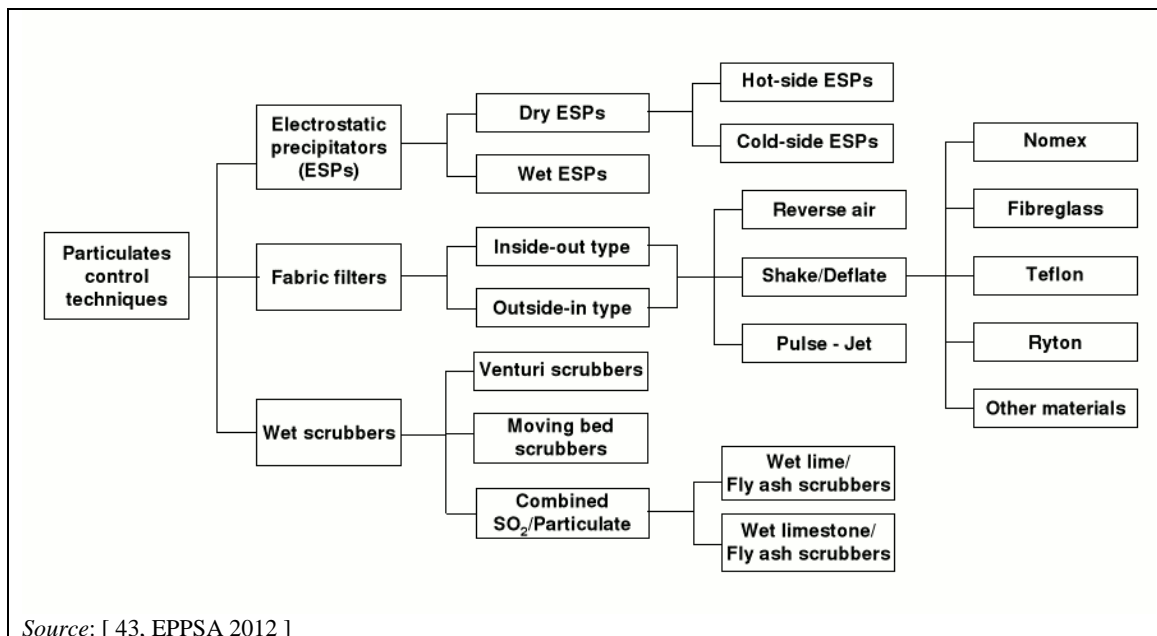 Particulates
control
techniques
Electrostatic
precipitators
(ESPs)
Fabric filters
Wet scrubbers
Dry ESPs
Wet ESPs
Inside-out type
Outside-in type
Venturi scrubbers
Moving bed
scrubbers
Combined
SO₂/Particulate
Hot-side ESPs
Cold-side ESPs
Reverse air
Shake/Deflate
Pulse - Jet
Wet lime/
Fly ash scrubbers
Wet limestone/
Fly ash scrubbers
Nomex
Fibreglass
Teflon
Ryton
Other materials
Source: [ 43, EPPSA 2012 ]